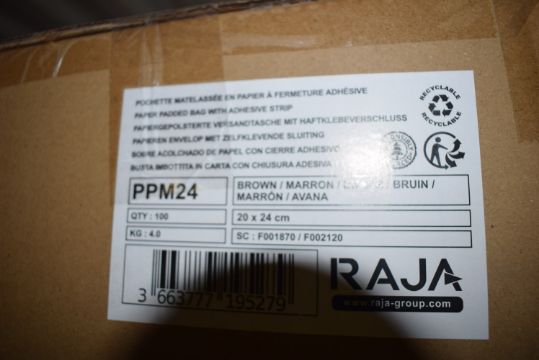 POCHETTE MATELASSÉE EN PAPIER À FERMETURE ADHÉSIVE
PAPER PADDED BAG WITH ADHESIVE STRIP
PAPIERGEPOLSTERTE VERSANDTASCHE MIT HAFTKLEBEVERSCHLUSS
PAPIEREN ENVELOP MET ZELFKLEVENDE SLUITING
SOBRE ACOLCHADO DE PAPEL CON CIERRE ADHESIVO
BUSTA IMBOTTITA IN CARTA CON CHIUSURA ADESIVA
RECYCLABLE
RECYCLABLE
PPM24
BROWN / MARRON / / BRUIN /
MARRÓN / AVANA
QTY : 100
20 x 24 cm
KG : 4.0
SC : F001870 / F002120
3 663777 195279
RAJA
www.raja-group.com